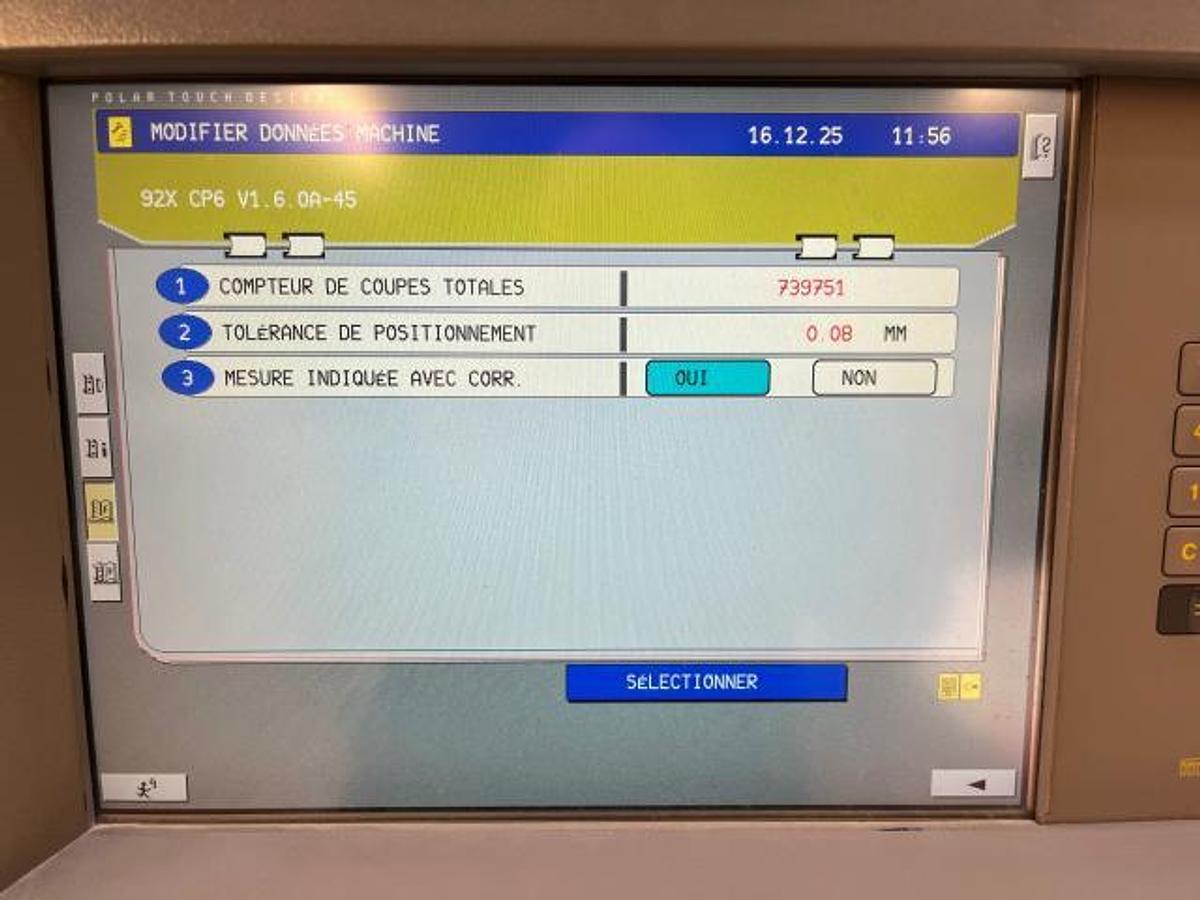 POLAR TOUCH DESI
MODIFIER DONNÉES MACHINE 16.12.25 11:56
92X CP6 V1.6.0A-45
1 COMPTEUR DE COUPES TOTALES 739751
2 TOLÉRANCE DE POSITIONNEMENT 0.08 MM
3 MESURE INDIQUÉE AVEC CORR. OUI NON
SÉLECTIONNER
1
C